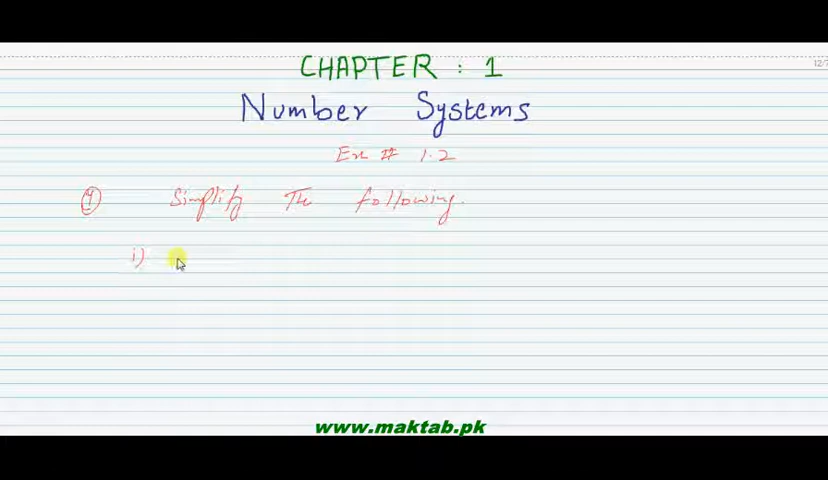 CHAPTER : 1
Number Systems
Ex # 1.2
Simplify The following.
i)
www.maktab.pk